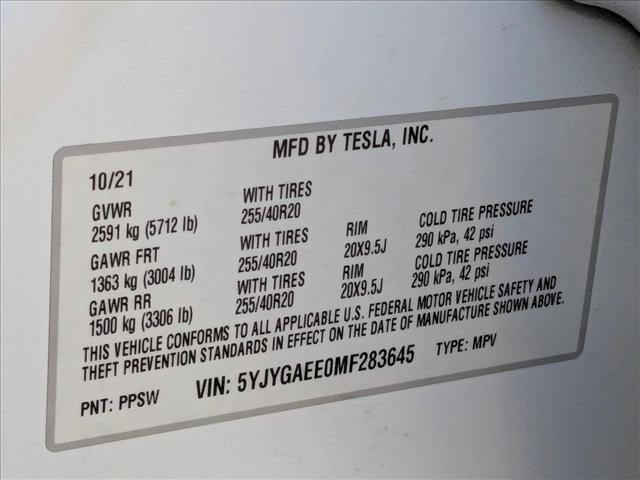 MFD BY TESLA, INC.
10/21
GVWR WITH TIRES
2591 kg (5712 lb) 255/40R20
GAWR FRT WITH TIRES RIM COLD TIRE PRESSURE
1363 kg (3004 lb) 255/40R20 20X9.5J 290 kPa, 42 psi
GAWR RR WITH TIRES RIM COLD TIRE PRESSURE
1500 kg (3306 lb) 255/40R20 20X9.5J 290 kPa, 42 psi
THIS VEHICLE CONFORMS TO ALL APPLICABLE U.S. FEDERAL MOTOR VEHICLE SAFETY AND
THEFT PREVENTION STANDARDS IN EFFECT ON THE DATE OF MANUFACTURE SHOWN ABOVE.
PNT: PPSW VIN: 5YJYGAEE0MF283645 TYPE: MPV